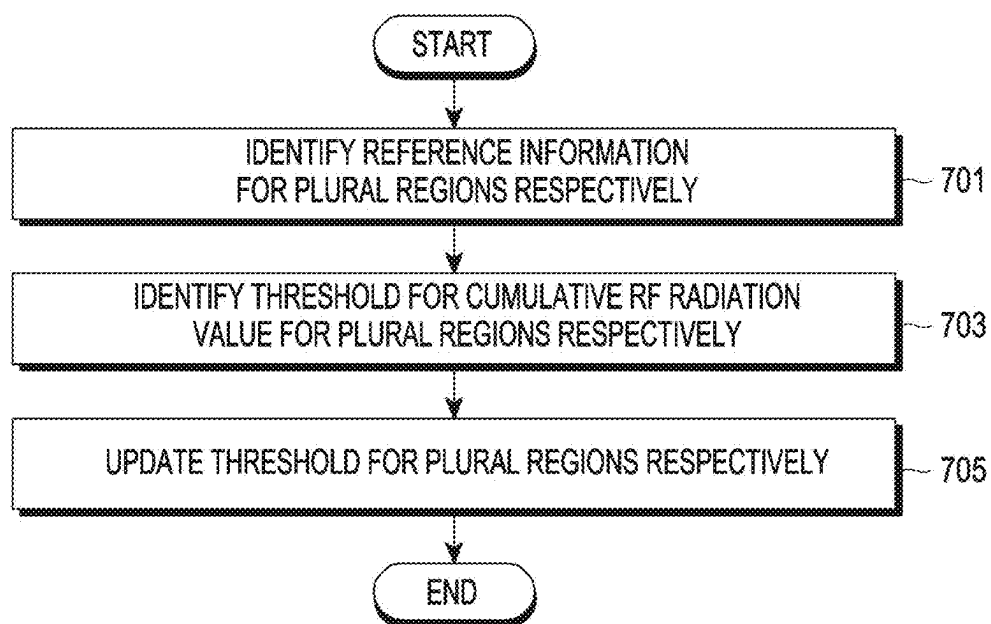 START
IDENTIFY REFERENCE INFORMATION
FOR PLURAL REGIONS RESPECTIVELY
701
IDENTIFY THRESHOLD FOR CUMULATIVE RF RADIATION
VALUE FOR PLURAL REGIONS RESPECTIVELY
703
UPDATE THRESHOLD FOR PLURAL REGIONS RESPECTIVELY
705
END